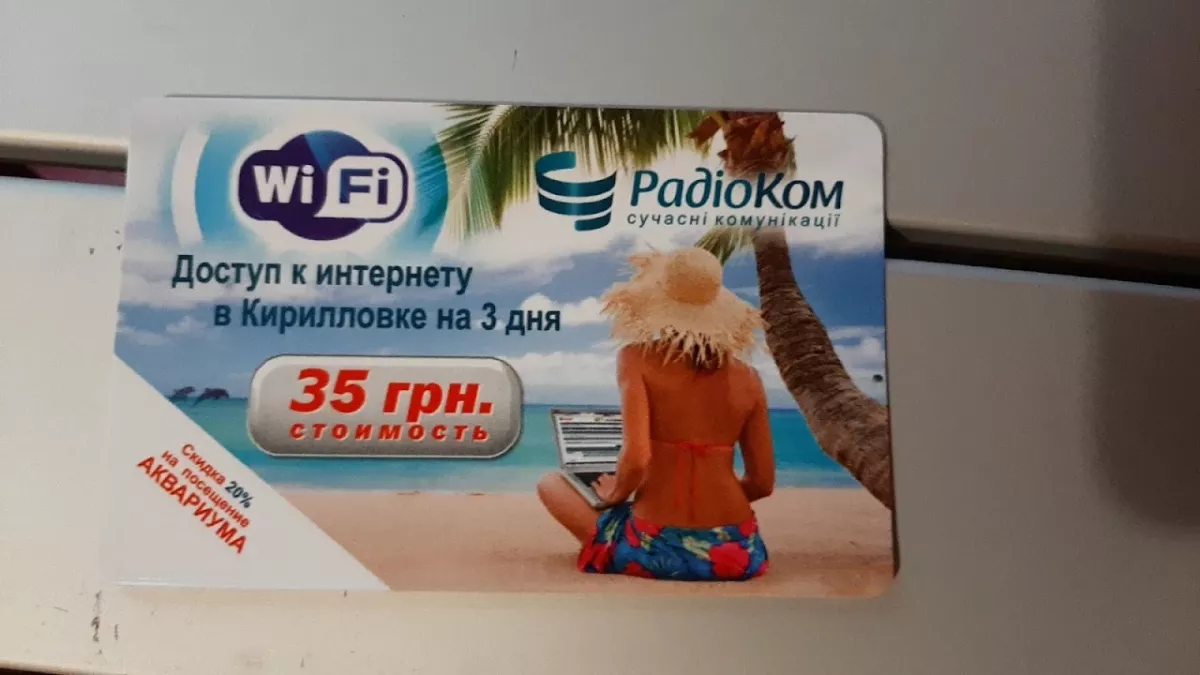 Wi Fi
РадіоКом
сучасні комунікації
Доступ к интернету
в Кирилловке на 3 дня
35 грн.
стоимость
Скидка 20%
на посещение
АКВАРИУМА